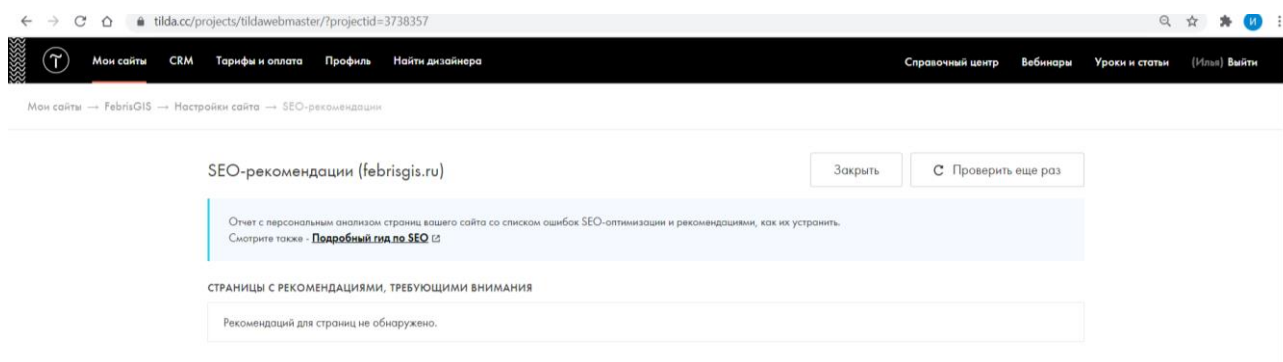 tilda.cc/projects/tildawebmaster/?projectid=3738357
И
Мои сайты CRM Тарифы и оплата Профиль Найти дизайнера Справочный центр Вебинары Уроки и статьи (Илья) Выйти
Мои сайты → FebrisGIS → Настройки сайта → SEO-рекомендации
SEO-рекомендации (febrisgis.ru) Закрыть Проверить еще раз
Отчет с персональным анализом страниц вашего сайта со списком ошибок SEO-оптимизации и рекомендациями, как их устранить.
Смотрите также - Подробный гид по SEO
СТРАНИЦЫ С РЕКОМЕНДАЦИЯМИ, ТРЕБУЮЩИМИ ВНИМАНИЯ
Рекомендаций для страниц не обнаружено.